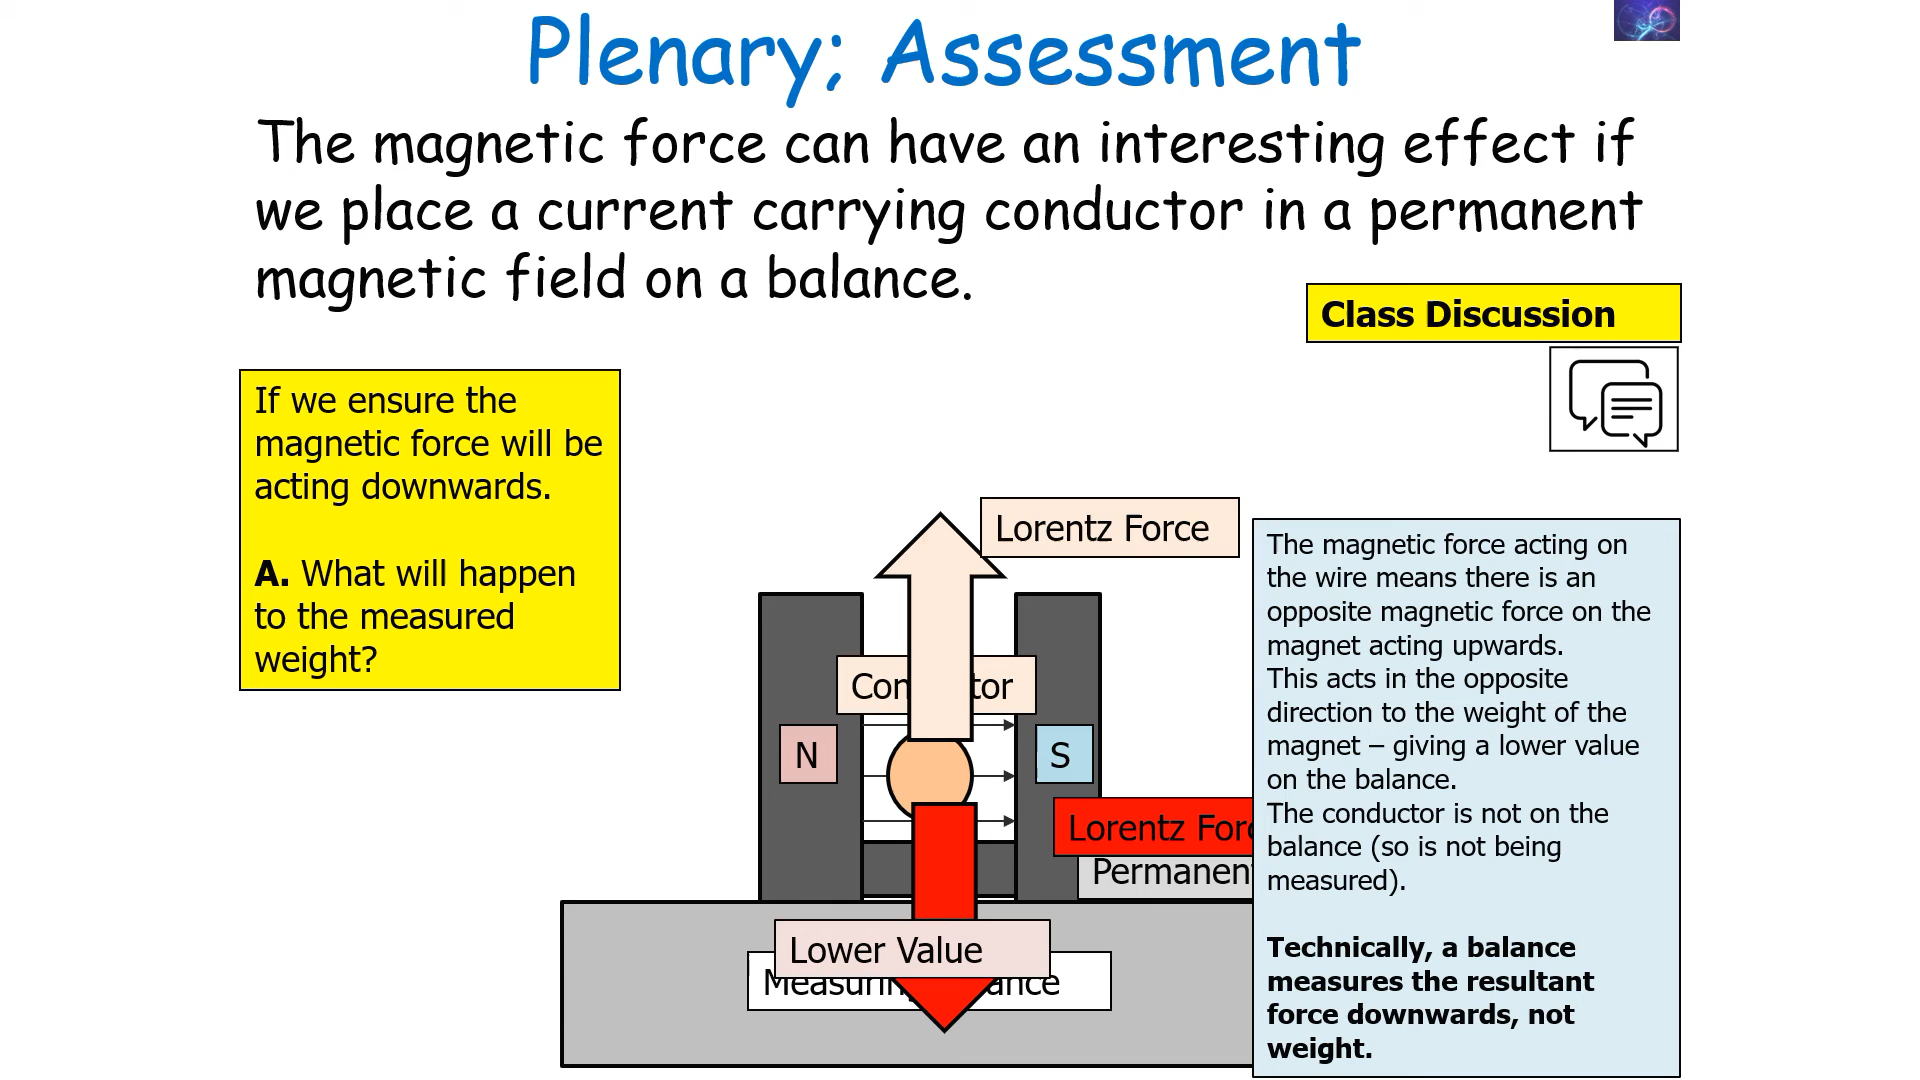 Plenary; Assessment
The magnetic force can have an interesting effect if
we place a current carrying conductor in a permanent
magnetic field on a balance.
Class Discussion
If we ensure the
magnetic force will be
acting downwards.
A. What will happen
to the measured
weight?
Lorentz Force
N
S
Lorentz
Permanen
Lower Value
The magnetic force acting on
the wire means there is an
opposite magnetic force on the
magnet acting upwards.
This acts in the opposite
direction to the weight of the
magnet – giving a lower value
on the balance.
The conductor is not on the
balance (so is not being
measured).
Technically, a balance
measures the resultant
force downwards, not
weight.